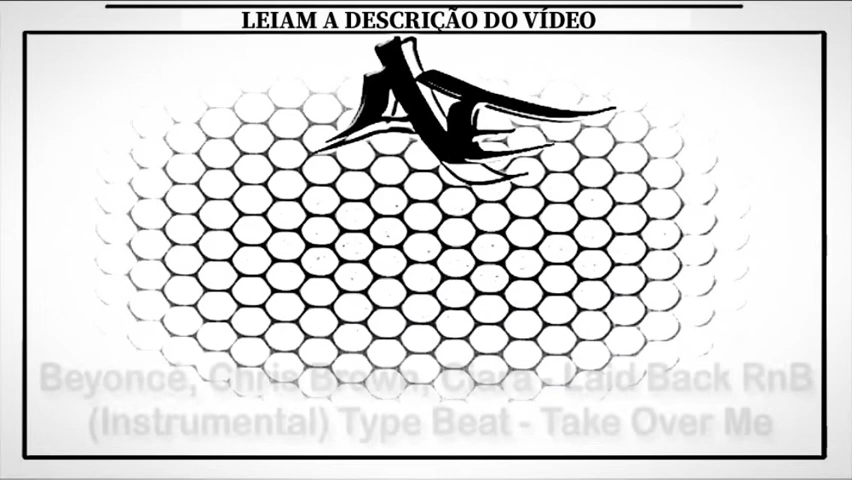 LEIAM A DESCRIÇÃO DO VÍDEO
Beyoncé, Chris Brown, Ciara - Laid Back RnB
(Instrumental) Type Beat - Take Over Me